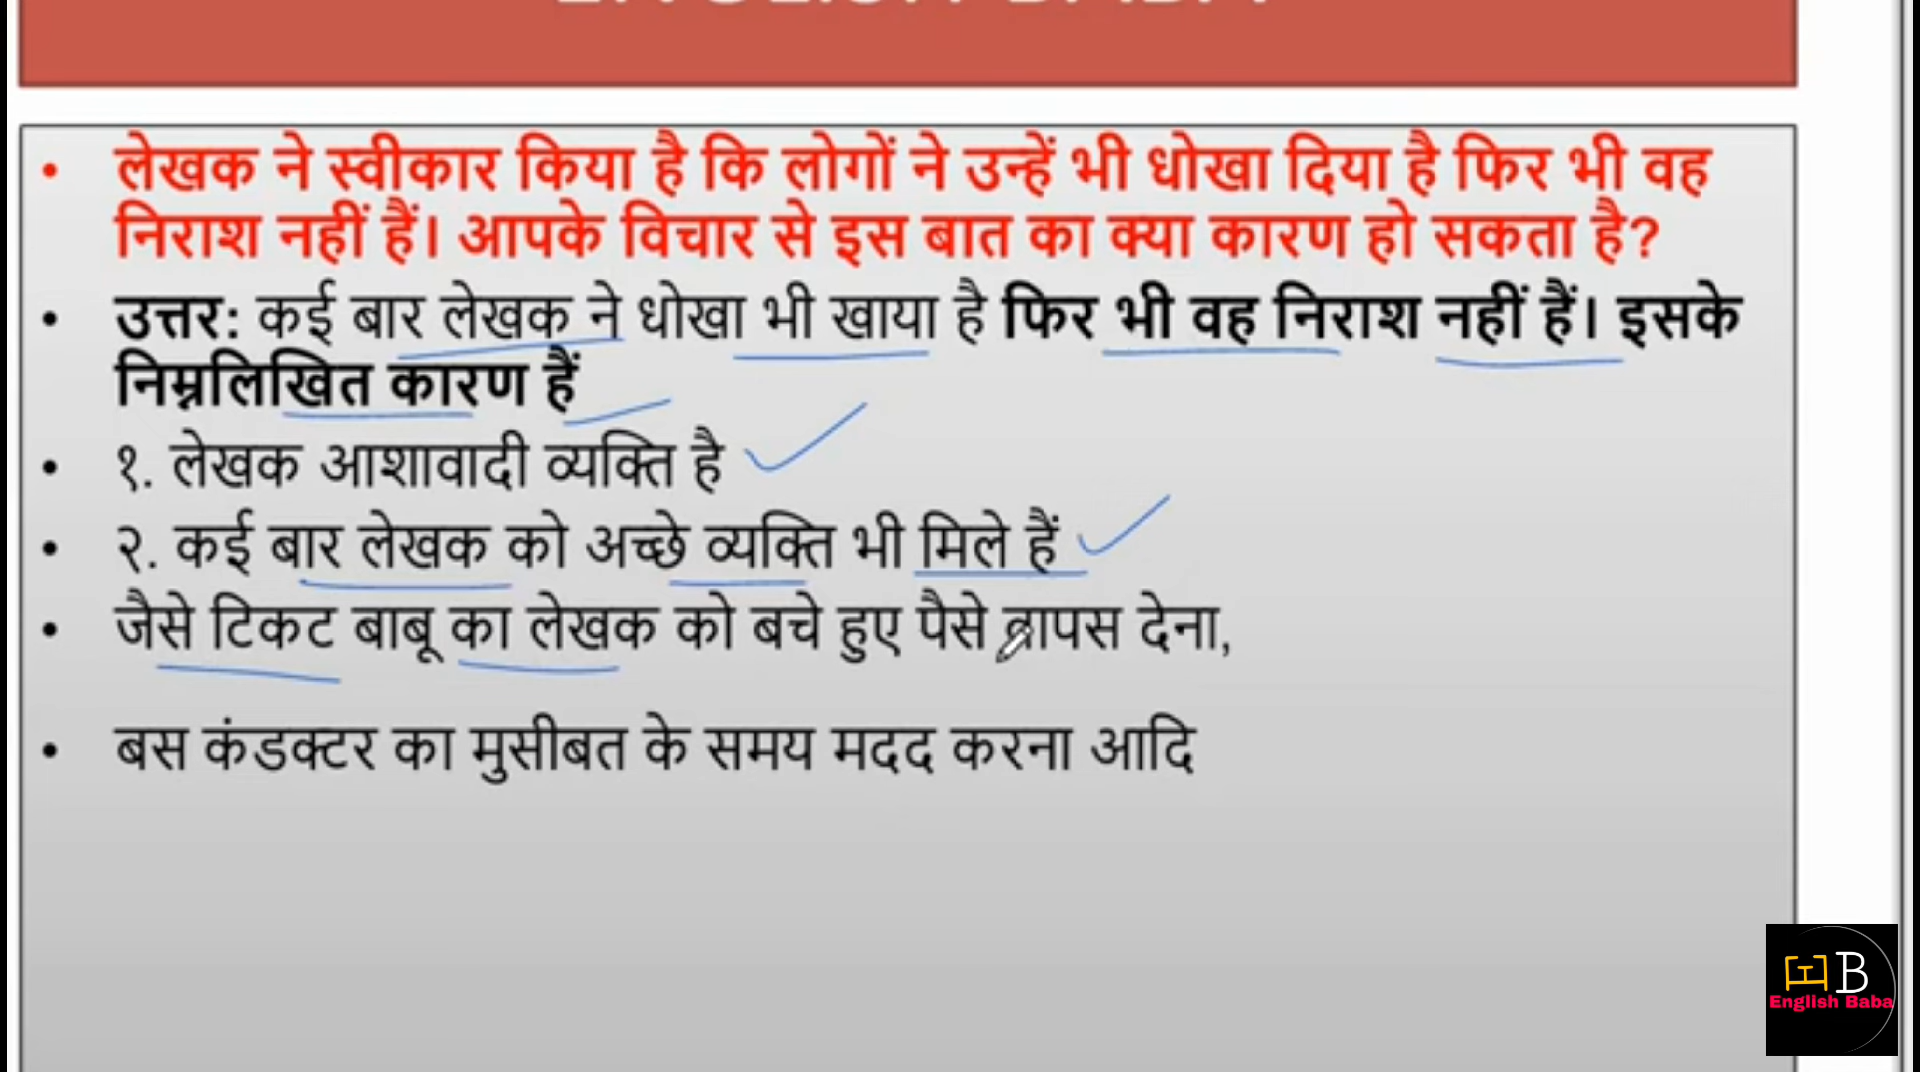 • लेखक ने स्वीकार किया है कि लोगों ने उन्हें भी धोखा दिया है फिर भी वह
निराश नहीं हैं। आपके विचार से इस बात का क्या कारण हो सकता है?
• उत्तर: कई बार लेखक ने धोखा भी खाया है फिर भी वह निराश नहीं हैं। इसके
निम्नलिखित कारण हैं
• १. लेखक आशावादी व्यक्ति है
• २. कई बार लेखक को अच्छे व्यक्ति भी मिले हैं
• जैसे टिकट बाबू का लेखक को बचे हुए पैसे वापस देना,
• बस कंडक्टर का मुसीबत के समय मदद करना आदि
B
English Baba